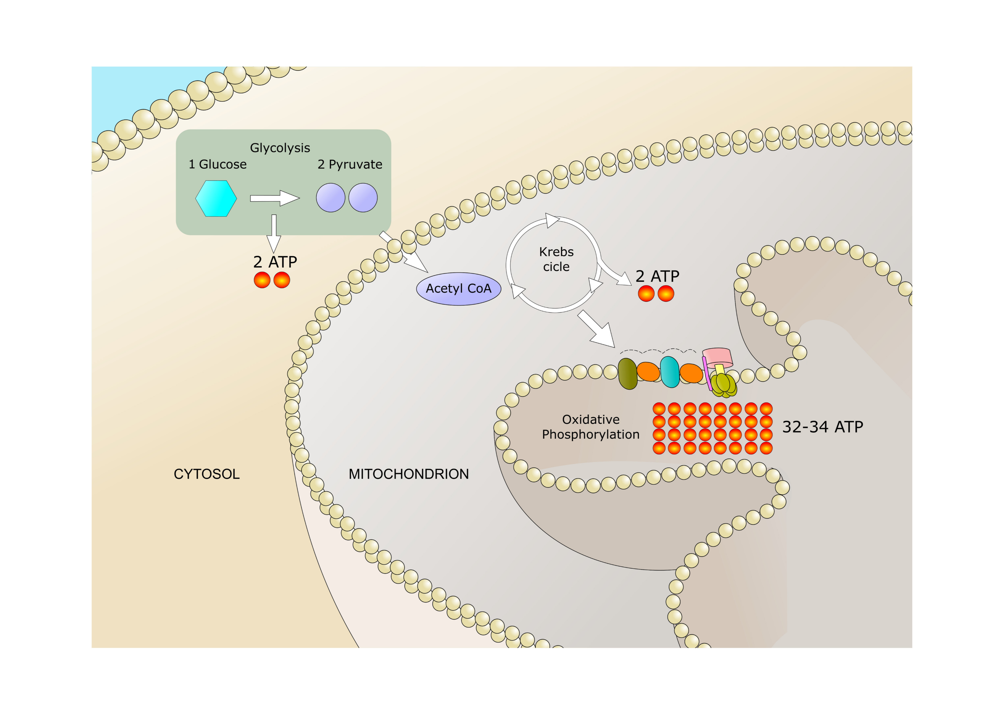 Glycolysis
1 Glucose
2 Pyruvate
2 ATP
Acetyl CoA
Krebs
cicle
2 ATP
Oxidative
Phosphorylation
32-34 ATP
CYTOSOL
MITOCHONDRION